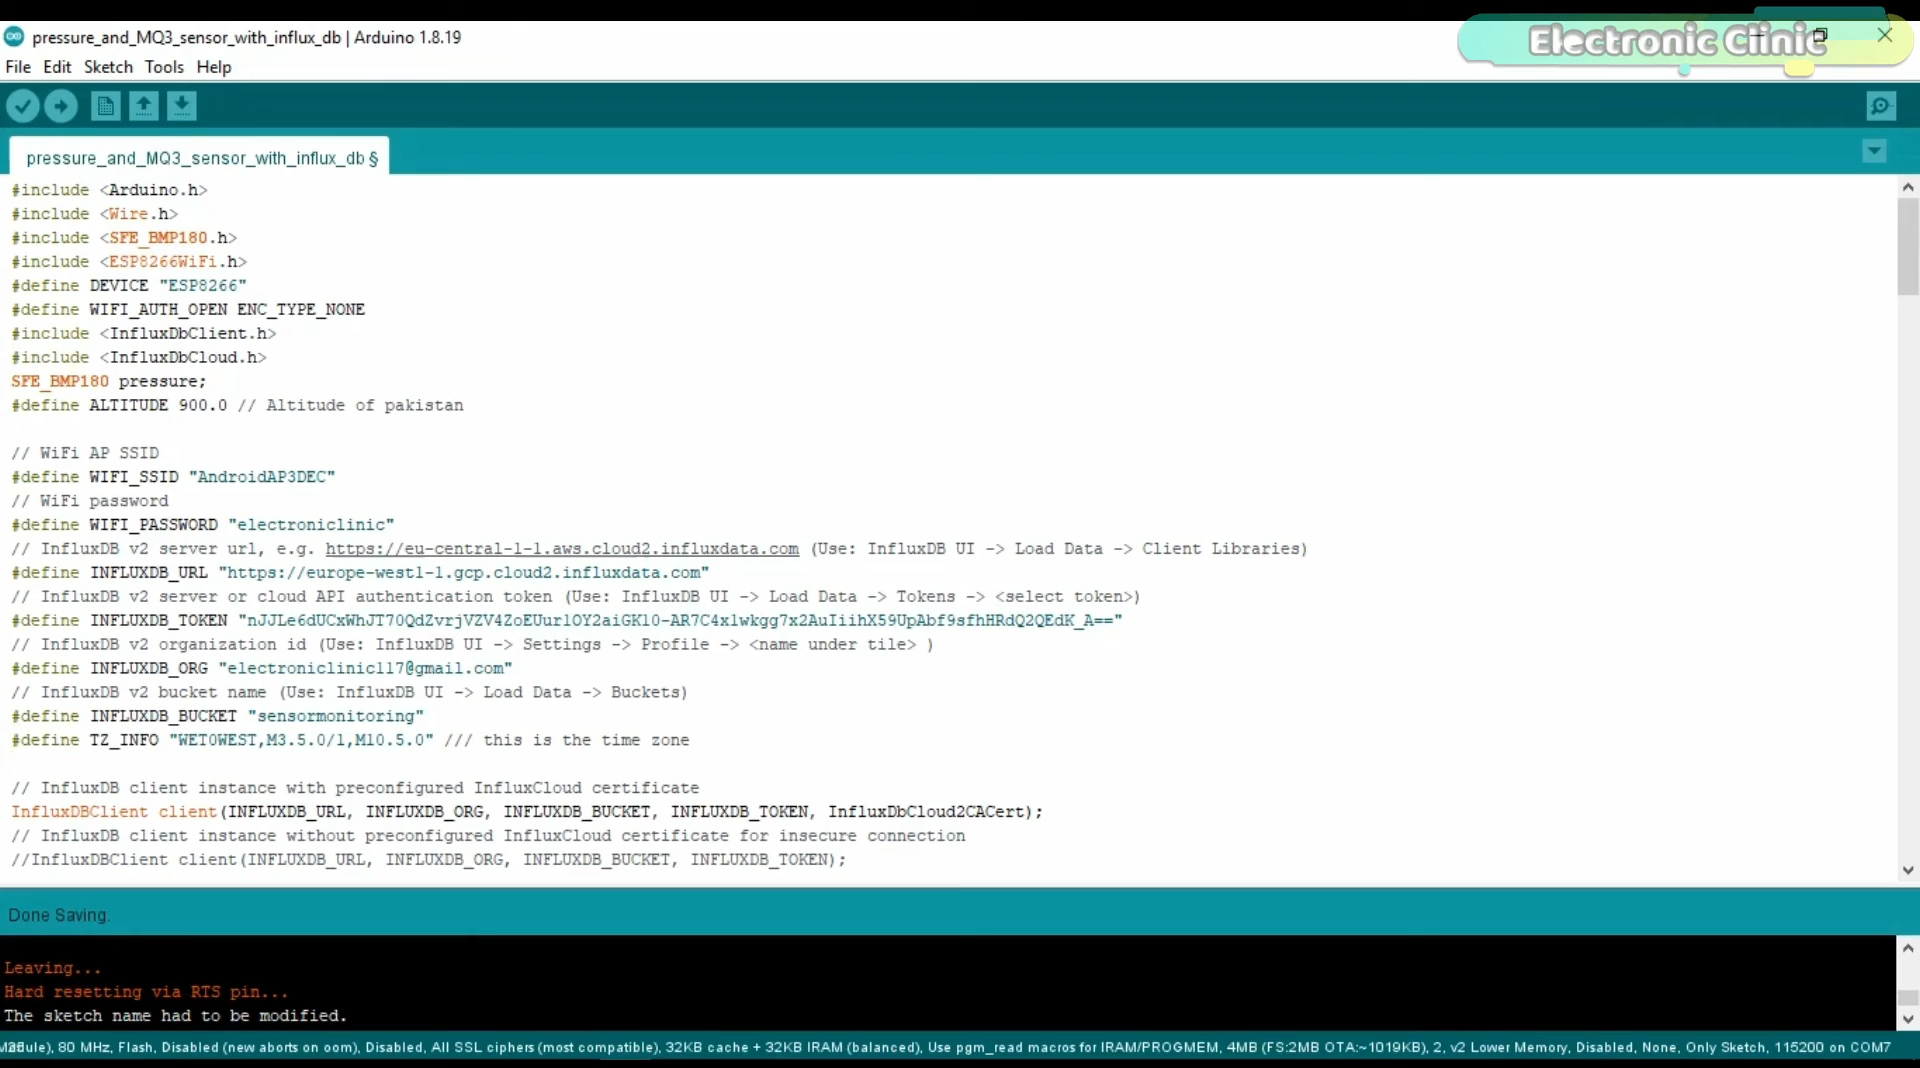 pressure_and_MQ3_sensor_with_influx_db | Arduino 1.8.19
Electronic Clinic
File Edit Sketch Tools Help
pressure_and_MQ3_sensor_with_influx_db §
#include <Arduino.h>
#include <Wire.h>
#include <SFE_BMP180.h>
#include <ESP8266WiFi.h>
#define DEVICE "ESP8266"
#define WIFI_AUTH_OPEN ENC_TYPE_NONE
#include <InfluxDbClient.h>
#include <InfluxDbCloud.h>
SFE_BMP180 pressure;
#define ALTITUDE 900.0 // Altitude of pakistan
// WiFi AP SSID
#define WIFI_SSID "AndroidAP3DEC"
// WiFi password
#define WIFI_PASSWORD "electroniclinic"
// InfluxDB v2 server url, e.g. https://eu-central-1-1.aws.cloud2.influxdata.com (Use: InfluxDB UI -> Load Data -> Client Libraries)
#define INFLUXDB_URL "https://europe-west1-1.gcp.cloud2.influxdata.com"
// InfluxDB v2 server or cloud API authentication token (Use: InfluxDB UI -> Load Data -> Tokens -> <select token>)
#define INFLUXDB_TOKEN "nJJLe6dUCxWhJT70QdZvrjVZV4ZoEUurlOY2aiGK10-AR7C4x1wkgg7x2AuIiihX59UpAbf9sfhHRdQ2QEdK_A=="
// InfluxDB v2 organization id (Use: InfluxDB UI -> Settings -> Profile -> <name under tile> )
#define INFLUXDB_ORG "electroniclinic117@gmail.com"
// InfluxDB v2 bucket name (Use: InfluxDB UI -> Load Data -> Buckets)
#define INFLUXDB_BUCKET "sensormonitoring"
#define TZ_INFO "WET0WEST,M3.5.0/1,M10.5.0" /// this is the time zone
// InfluxDB client instance with preconfigured InfluxCloud certificate
InfluxDBClient client(INFLUXDB_URL, INFLUXDB_ORG, INFLUXDB_BUCKET, INFLUXDB_TOKEN, InfluxDbCloud2CACert);
// InfluxDB client instance without preconfigured InfluxCloud certificate for insecure connection
//InfluxDBClient client(INFLUXDB_URL, INFLUXDB_ORG, INFLUXDB_BUCKET, INFLUXDB_TOKEN);
Done Saving.
Leaving...
Hard resetting via RTS pin...
The sketch name had to be modified.
80 MHz, Flash, Disabled (new aborts on oom), Disabled, All SSL ciphers (most compatible), 32KB cache + 32KB IRAM (balanced), Use pgm_read macros for IRAM/PROGMEM, 4MB (FS:2MB OTA:~1019KB), 2, v2 Lower Memory, Disabled, None, Only Sketch, 115200 on COM7